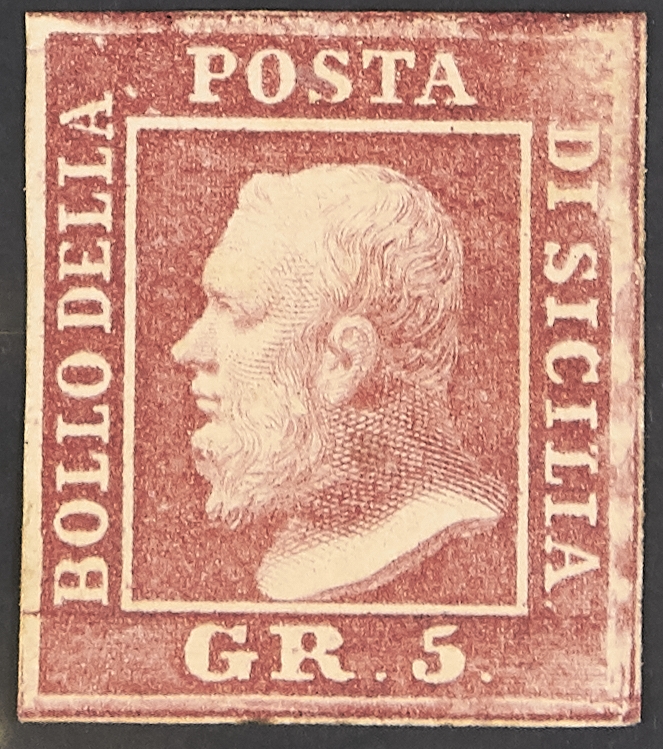 BOLLO DELLA
POSTA
DI SICILIA
GR. 5.